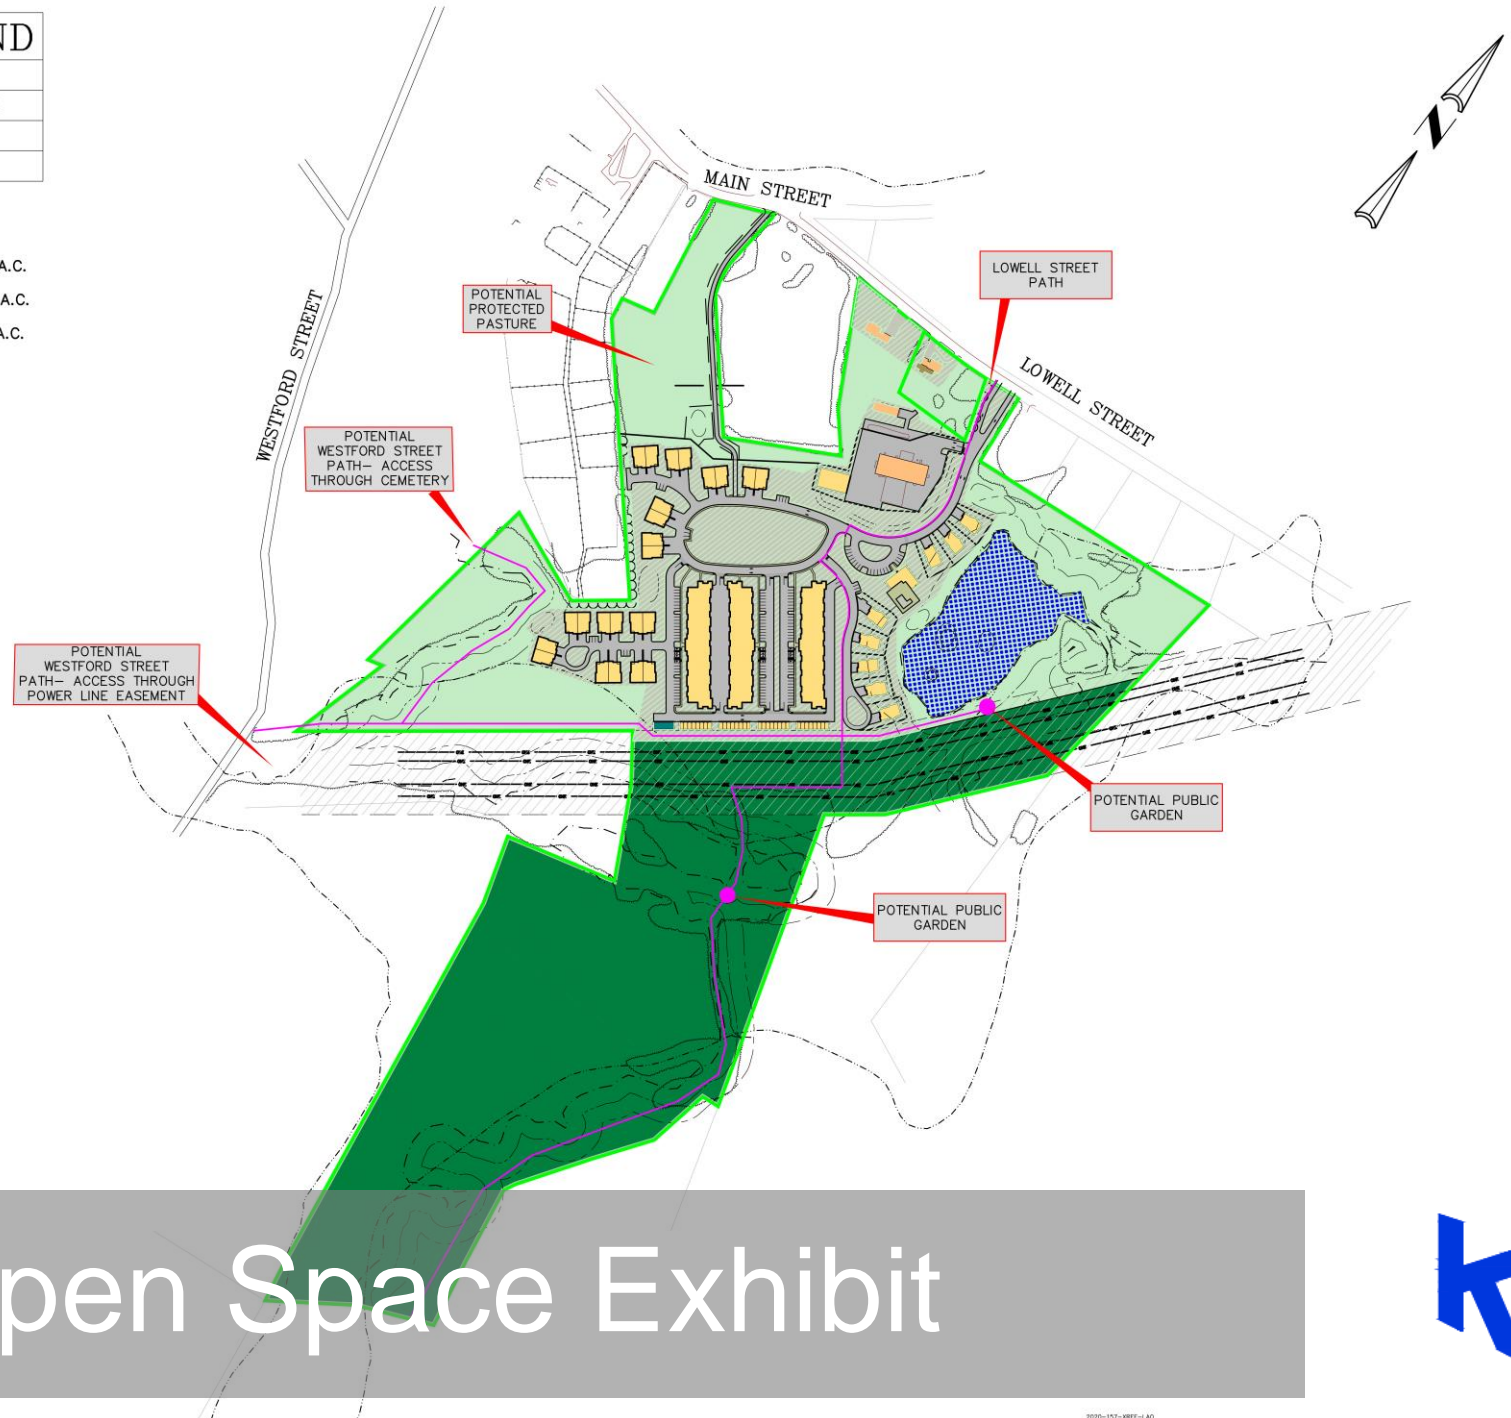 ND
A.C.
A.C.
A.C.
MAIN STREET
LOWELL STREET
PATH
POTENTIAL
PROTECTED
PASTURE
WESTFORD STREET
LOWELL STREET
POTENTIAL
WESTFORD STREET
PATH– ACCESS
THROUGH CEMETERY
POTENTIAL
WESTFORD STREET
PATH– ACCESS THROUGH
POWER LINE EASEMENT
POTENTIAL PUBLIC
GARDEN
POTENTIAL PUBLIC
GARDEN
pen Space Exhibit
k